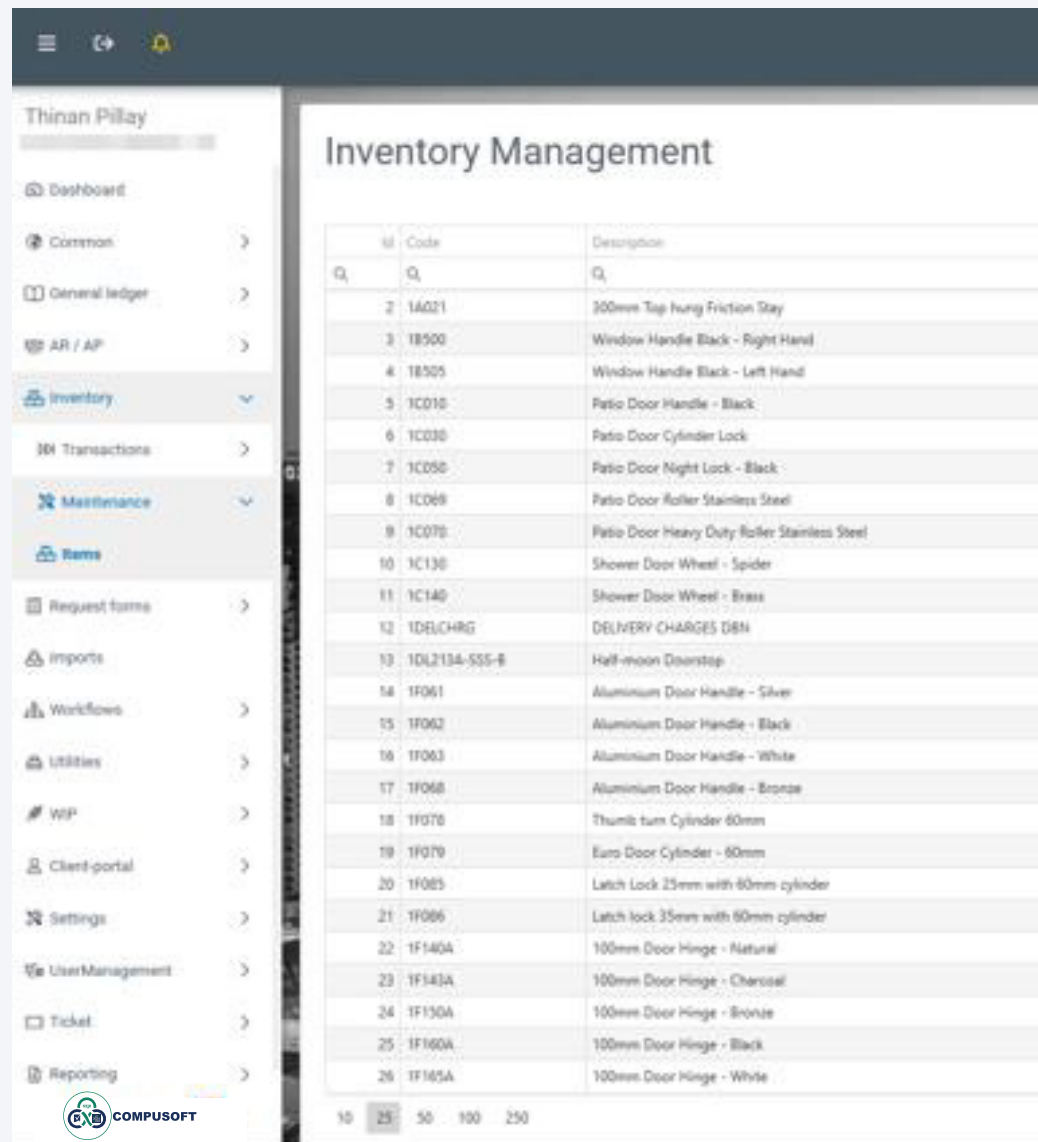 Thinan Pillay
Inventory Management
Dashboard
Common
General ledger
AR / AP
Inventory
Transactions
Maintenance
Items
Request forms
Imports
Workflows
Utilities
WIP
Client-portal
Settings
UserManagement
Ticket
Reporting
COMPUSOFT
Id Code Description
2 1A021 300mm Top hung Friction Stay
3 1B500 Window Handle Black - Right Hand
4 1B505 Window Handle Black - Left Hand
5 1C010 Patio Door Handle - Black
6 1C030 Patio Door Cylinder Lock
7 1C050 Patio Door Night Lock - Black
8 1C069 Patio Door Roller Stainless Steel
9 1C070 Patio Door Heavy Duty Roller Stainless Steel
10 1C130 Shower Door Wheel - Spider
11 1C140 Shower Door Wheel - Brass
12 1DELCHRG DELIVERY CHARGES DBN
13 1DL213A-SSS-B Half-moon Doorstop
14 1F061 Aluminium Door Handle - Silver
15 1F062 Aluminium Door Handle - Black
16 1F063 Aluminium Door Handle - White
17 1F068 Aluminium Door Handle - Bronze
18 1F078 Thumb turn Cylinder 60mm
19 1F079 Euro Door Cylinder - 60mm
20 1F085 Latch Lock 25mm with 60mm cylinder
21 1F086 Latch lock 35mm with 60mm cylinder
22 1F140A 100mm Door Hinge - Natural
23 1F143A 100mm Door Hinge - Charcoal
24 1F150A 100mm Door Hinge - Bronze
25 1F160A 100mm Door Hinge - Black
26 1F165A 100mm Door Hinge - White
10 25 50 100 250